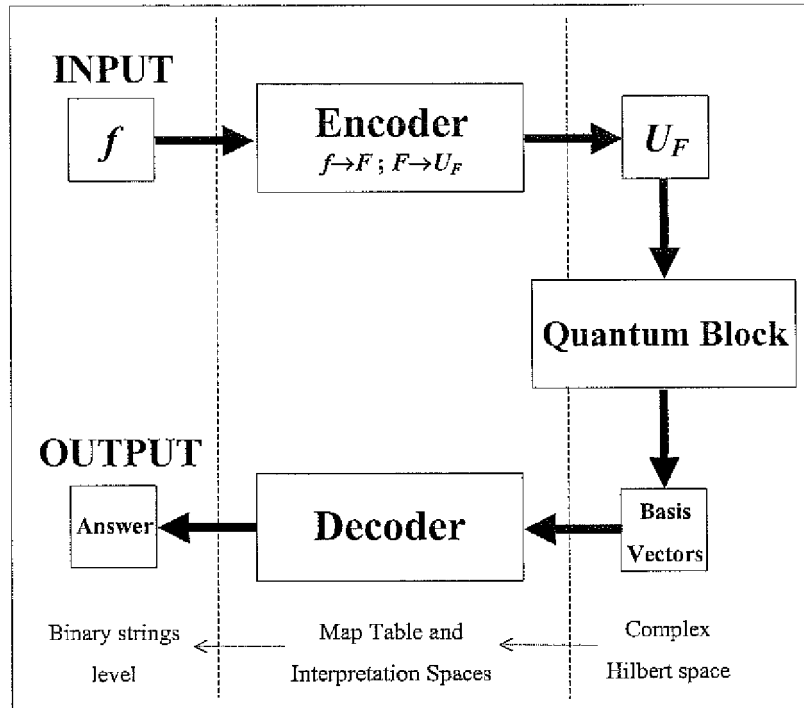 INPUT
f
Encoder
f→F ; F→U_F
U_F
Quantum Block
OUTPUT
Answer
Decoder
Basis
Vectors
Binary strings
level
Map Table and
Interpretation Spaces
Complex
Hilbert space